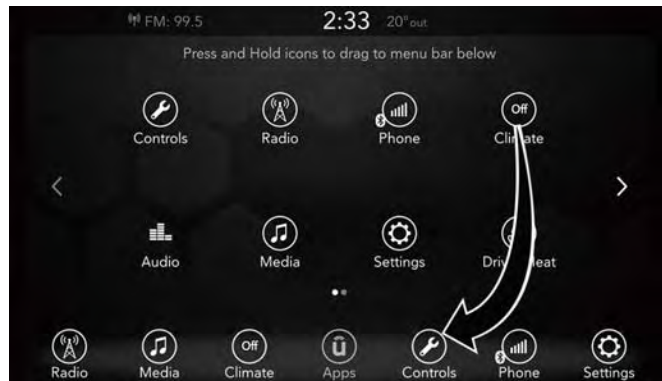 FM: 99.5 2:33 20° out
Press and Hold icons to drag to menu bar below
Off
Controls Radio Phone Climate
Audio Media Settings
Off û
Radio Media Climate Apps Controls Phone Settings